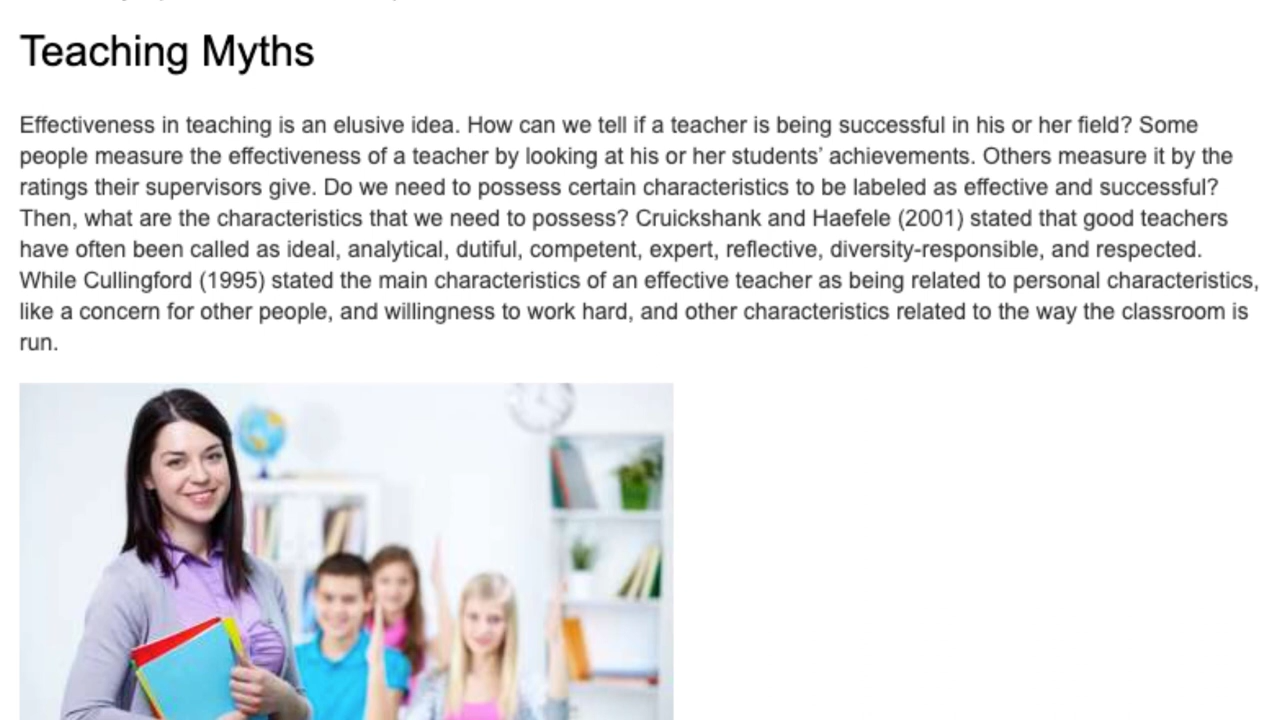 Teaching Myths
Effectiveness in teaching is an elusive idea. How can we tell if a teacher is being successful in his or her field? Some
people measure the effectiveness of a teacher by looking at his or her students’ achievements. Others measure it by the
ratings their supervisors give. Do we need to possess certain characteristics to be labeled as effective and successful?
Then, what are the characteristics that we need to possess? Cruickshank and Haefele (2001) stated that good teachers
have often been called as ideal, analytical, dutiful, competent, expert, reflective, diversity-responsible, and respected.
While Cullingford (1995) stated the main characteristics of an effective teacher as being related to personal characteristics,
like a concern for other people, and willingness to work hard, and other characteristics related to the way the classroom is
run.